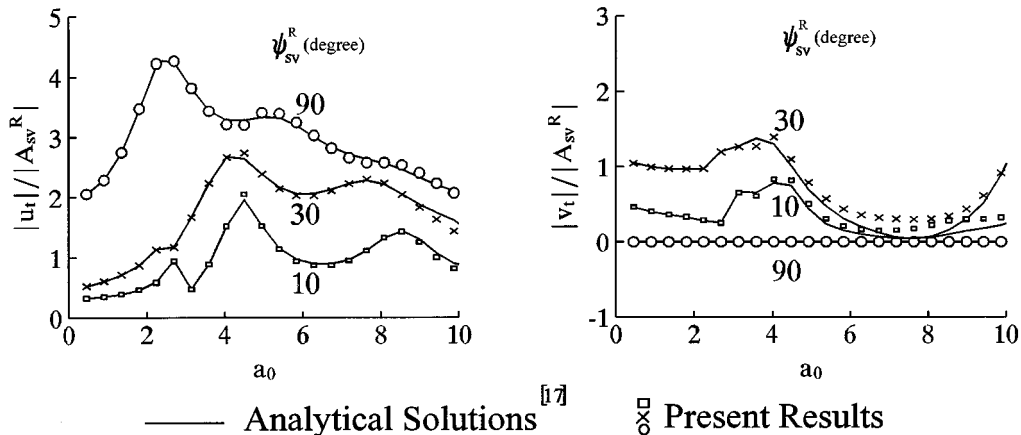 5
4
3
2
1
0
|u_t| / |A_sv^R|
ψ_sv^R (degree)
90
30
10
0 2 4 6 8 10
a_0
3
2
1
0
-1
|v_t| / |A_sv^R|
ψ_sv^R (degree)
30
10
90
0 2 4 6 8 10
a_0
Analytical Solutions [17]
Present Results